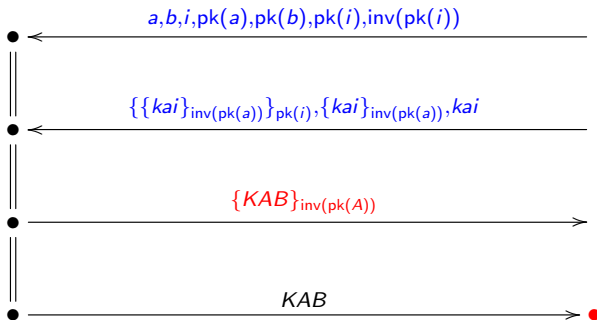 a,b,i,pk(a),pk(b),pk(i),inv(pk(i))
{{kai}inv(pk(a))}pk(i),{kai}inv(pk(a)),kai
{KAB}inv(pk(A))
KAB